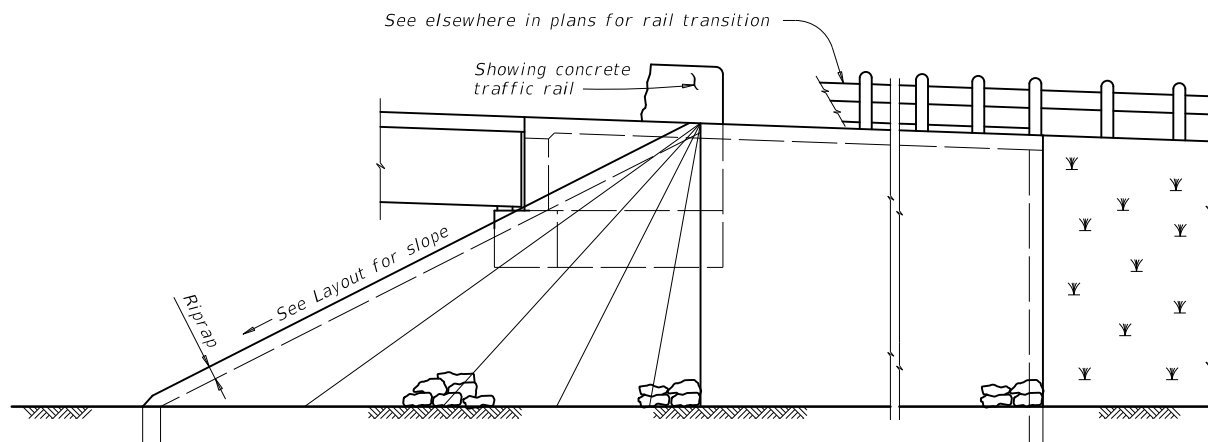 See elsewhere in plans for rail transition
Showing concrete
traffic rail
See Layout for slope
Riprap